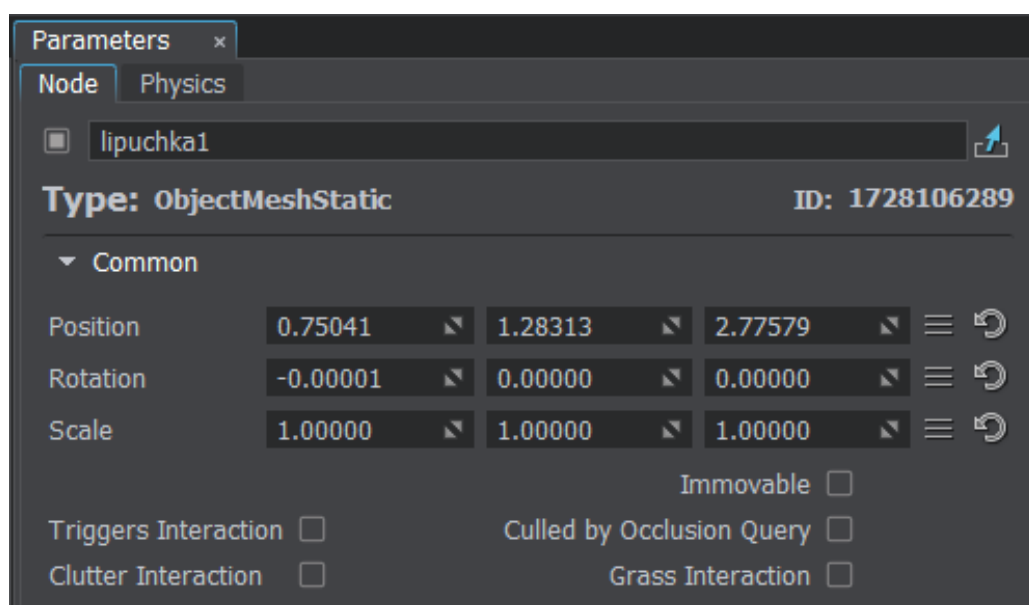 Parameters ×
Node Physics
lipuchka1
Type: ObjectMeshStatic ID: 1728106289
Common
Position 0.75041 1.28313 2.77579
Rotation -0.00001 0.00000 0.00000
Scale 1.00000 1.00000 1.00000
Immovable
Triggers Interaction Culled by Occlusion Query
Clutter Interaction Grass Interaction